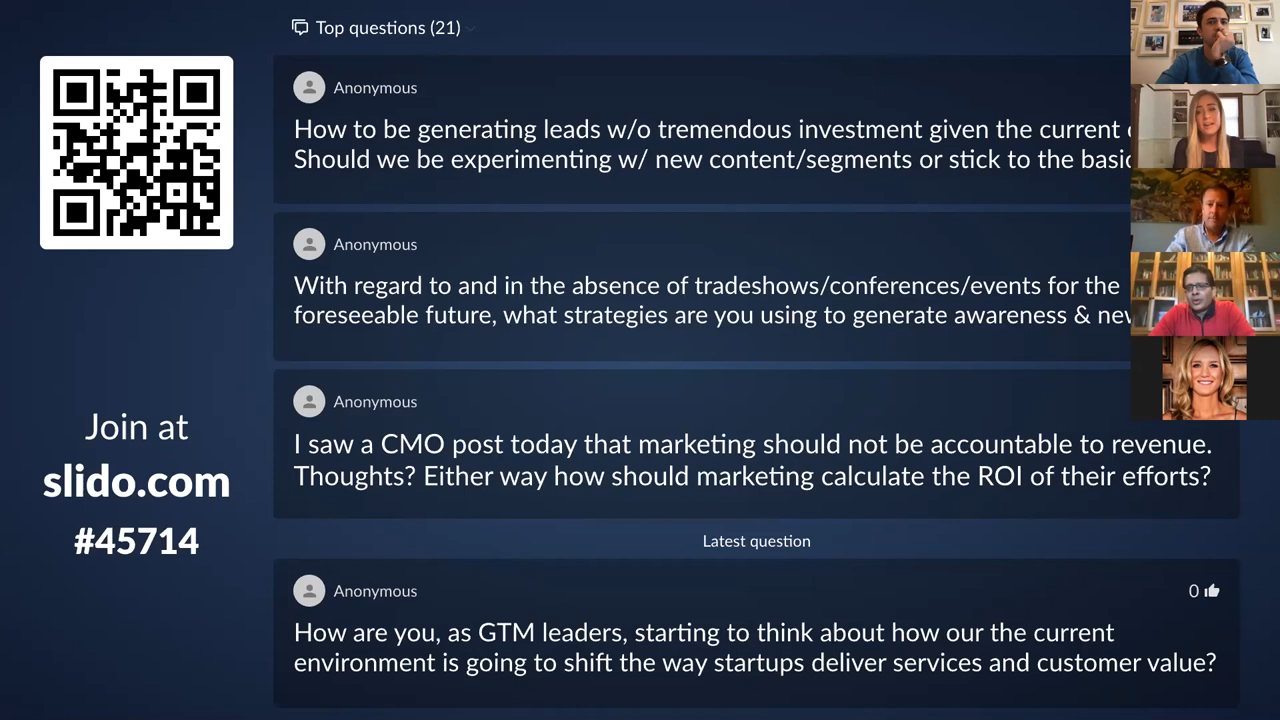 Top questions (21)
Anonymous
How to be generating leads w/o tremendous investment given the current
Should we be experimenting w/ new content/segments or stick to the
Anonymous
With regard to and in the absence of tradeshows/conferences/events for the
foreseeable future, what strategies are you using to generate awareness &
Anonymous
I saw a CMO post today that marketing should not be accountable to revenue.
Thoughts? Either way how should marketing calculate the ROI of their efforts?
Latest question
Anonymous
0
How are you, as GTM leaders, starting to think about how our the current
environment is going to shift the way startups deliver services and customer value?
Join at
slido.com
#45714